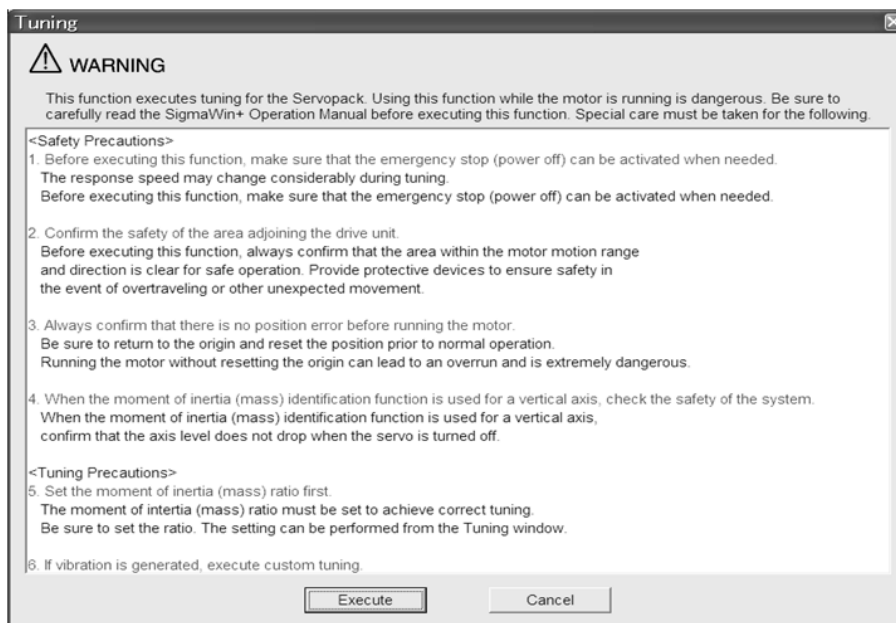 Tuning
WARNING
This function executes tuning for the Servopack. Using this function while the motor is running is dangerous. Be sure to
carefully read the SigmaWin+ Operation Manual before executing this function. Special care must be taken for the following.
<Safety Precautions>
1. Before executing this function, make sure that the emergency stop (power off) can be activated when needed.
The response speed may change considerably during tuning.
Before executing this function, make sure that the emergency stop (power off) can be activated when needed.
2. Confirm the safety of the area adjoining the drive unit.
Before executing this function, always confirm that the area within the motor motion range
and direction is clear for safe operation. Provide protective devices to ensure safety in
the event of overtraveling or other unexpected movement.
3. Always confirm that there is no position error before running the motor.
Be sure to return to the origin and reset the position prior to normal operation.
Running the motor without resetting the origin can lead to an overrun and is extremely dangerous.
4. When the moment of inertia (mass) identification function is used for a vertical axis, check the safety of the system.
When the moment of inertia (mass) identification function is used for a vertical axis,
confirm that the axis level does not drop when the servo is turned off.
<Tuning Precautions>
5. Set the moment of inertia (mass) ratio first.
The moment of intertia (mass) ratio must be set to achieve correct tuning.
Be sure to set the ratio. The setting can be performed from the Tuning window.
6. If vibration is generated, execute custom tuning.
Execute
Cancel